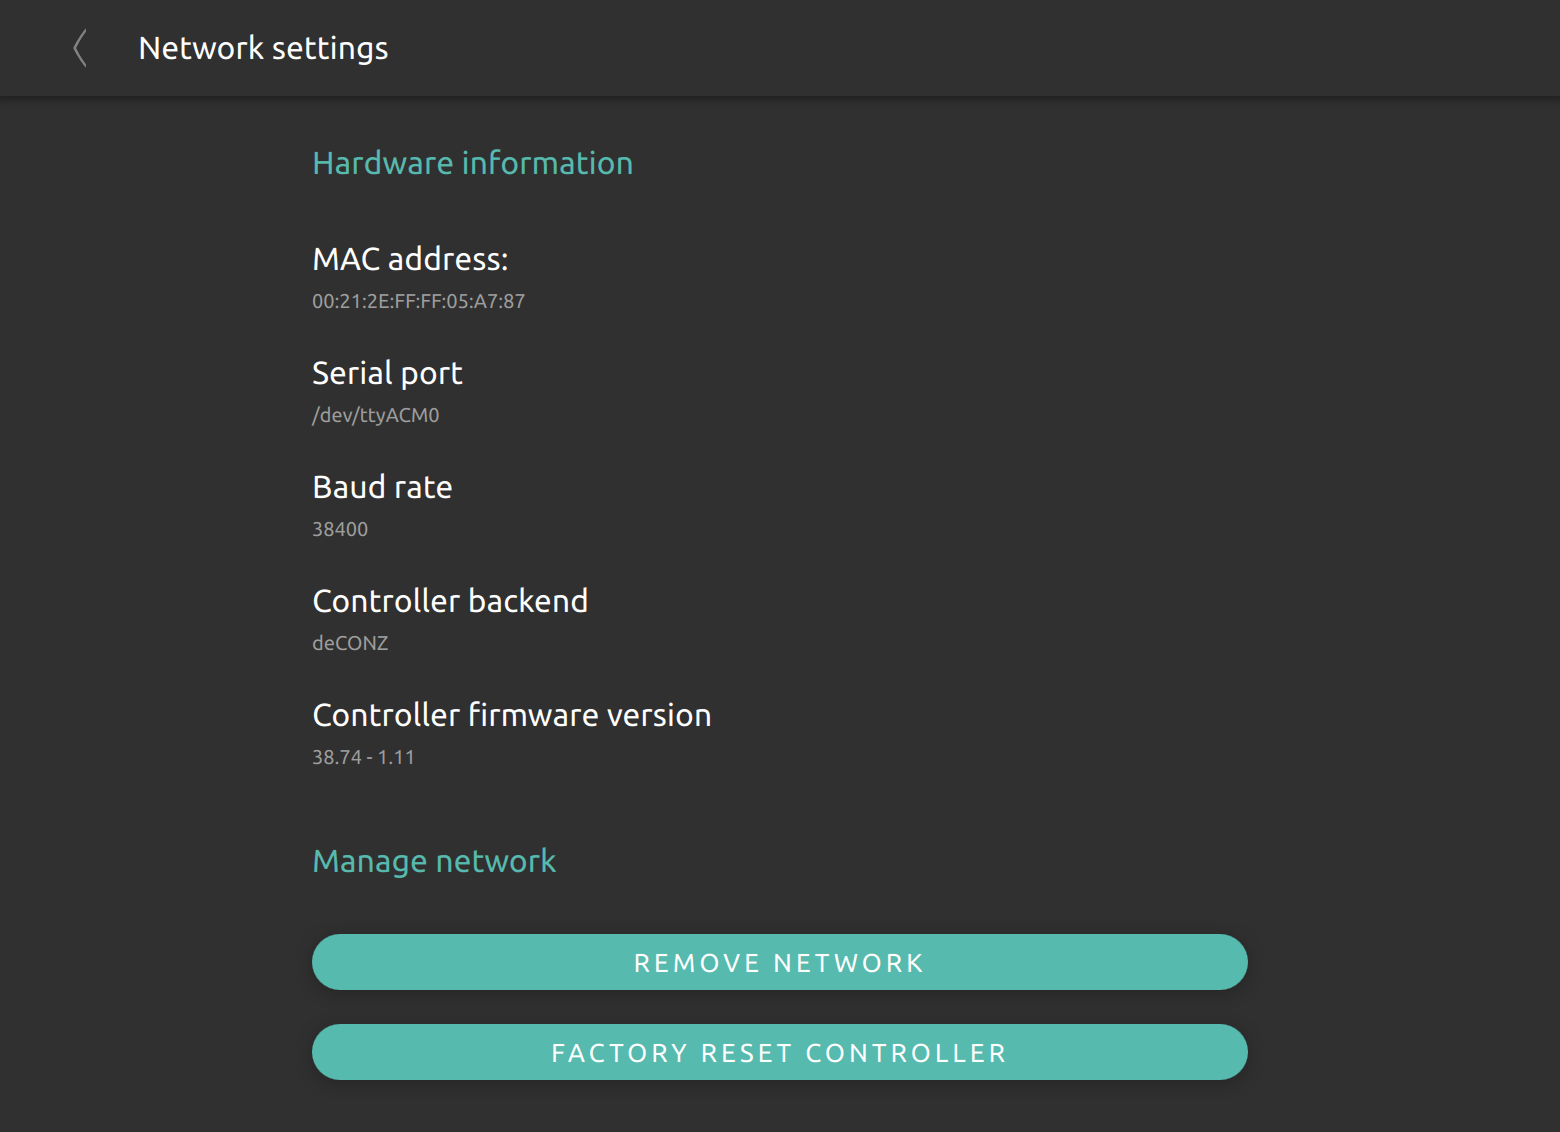 Network settings
Hardware information
MAC address:
00:21:2E:FF:FF:05:A7:87
Serial port
/dev/ttyACM0
Baud rate
38400
Controller backend
deCONZ
Controller firmware version
38.74 - 1.11
Manage network
REMOVE NETWORK
FACTORY RESET CONTROLLER